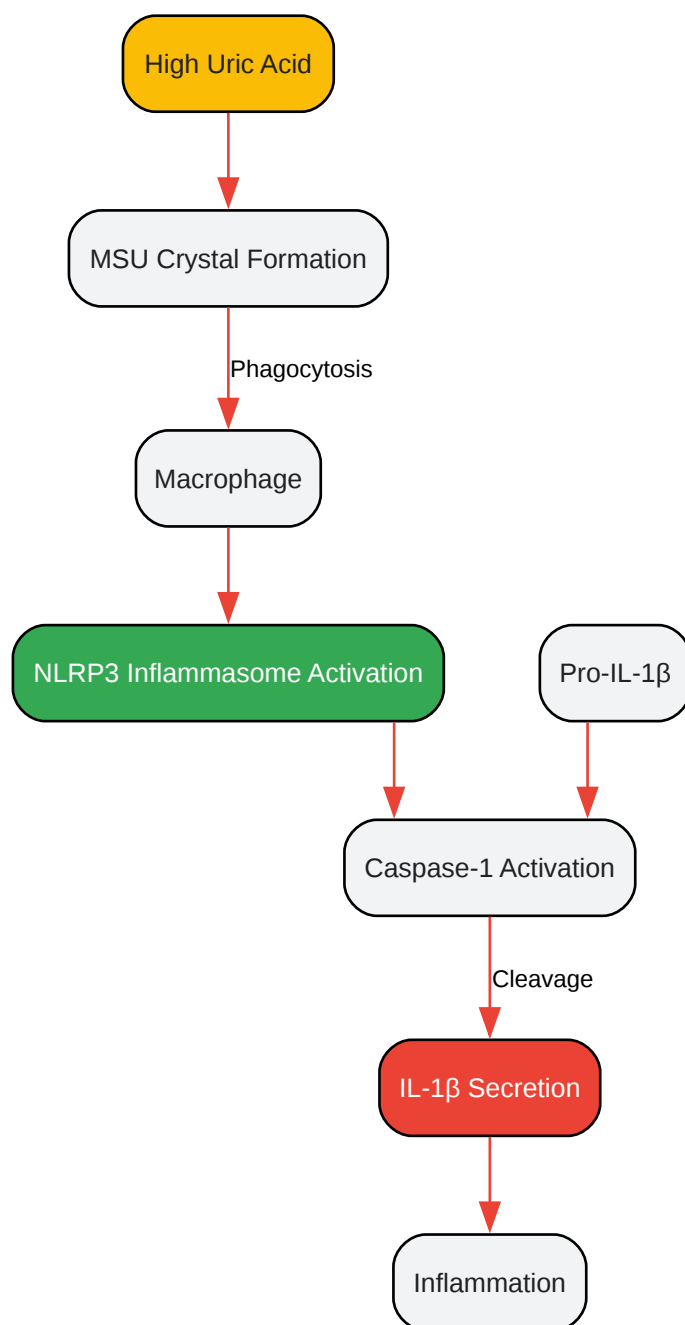 High Uric Acid
MSU Crystal Formation
Phagocytosis
Macrophage
NLRP3 Inflammasome Activation
Pro-IL-1β
Caspase-1 Activation
Cleavage
IL-1β Secretion
Inflammation